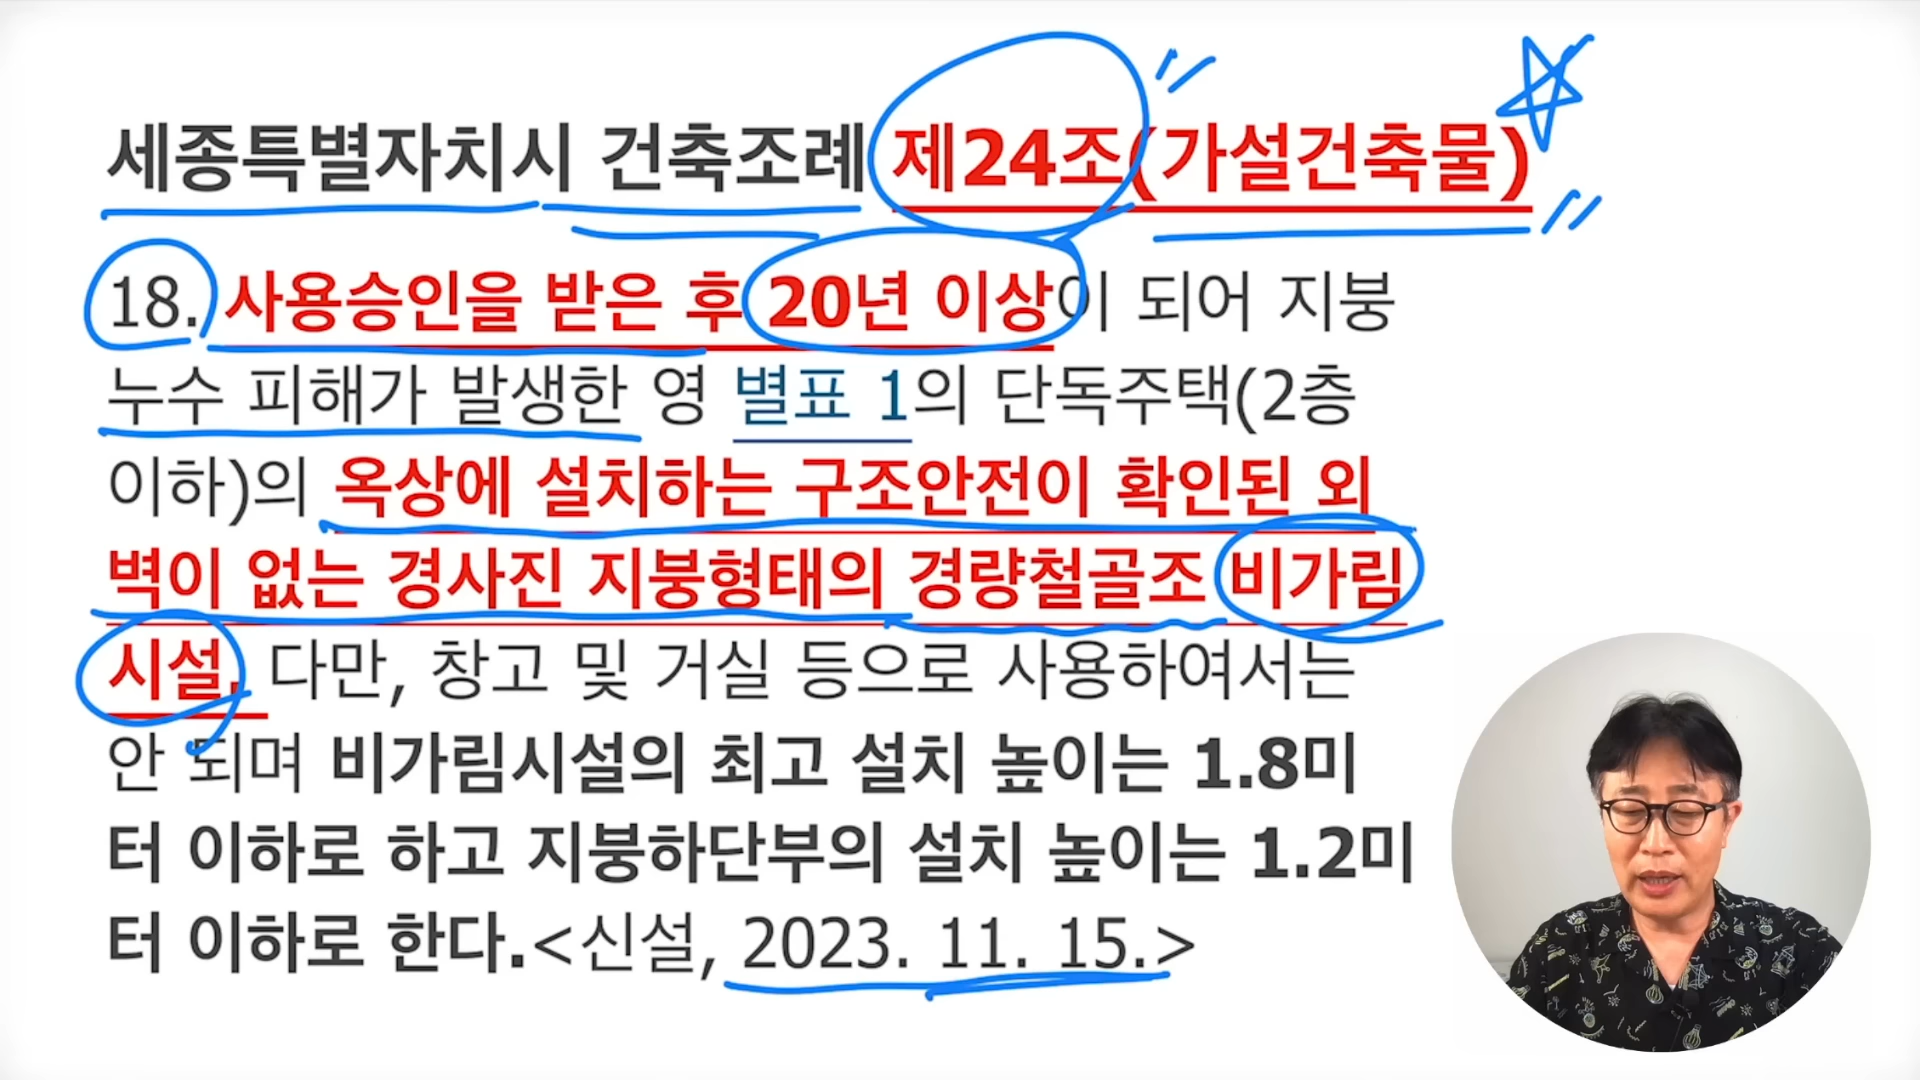 세종특별자치시 건축조례 제24조(가설건축물)
18. 사용승인을 받은 후 20년 이상이 되어 지붕
누수 피해가 발생한 영 별표 1의 단독주택(2층
이하)의 옥상에 설치하는 구조안전이 확인된 외
벽이 없는 경사진 지붕형태의 경량철골조 비가림
시설. 다만, 창고 및 거실 등으로 사용하여서는
안 되며 비가림시설의 최고 설치 높이는 1.8미
터 이하로 하고 지붕하단부의 설치 높이는 1.2미
터 이하로 한다.<신설, 2023. 11. 15.>